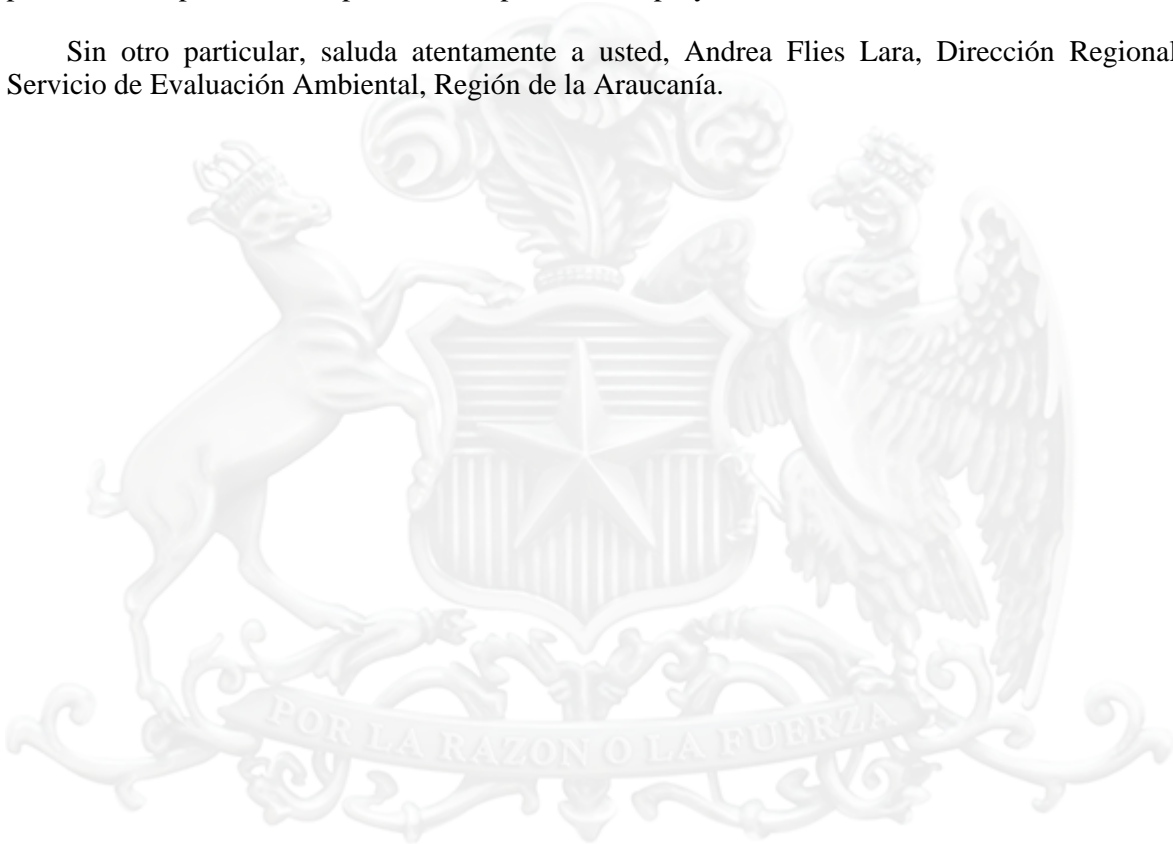 Sin otro particular, saluda atentamente a usted, Andrea Flies Lara, Dirección Regional
Servicio de Evaluación Ambiental, Región de la Araucanía.
POR LA RAZON O LA FUERZA